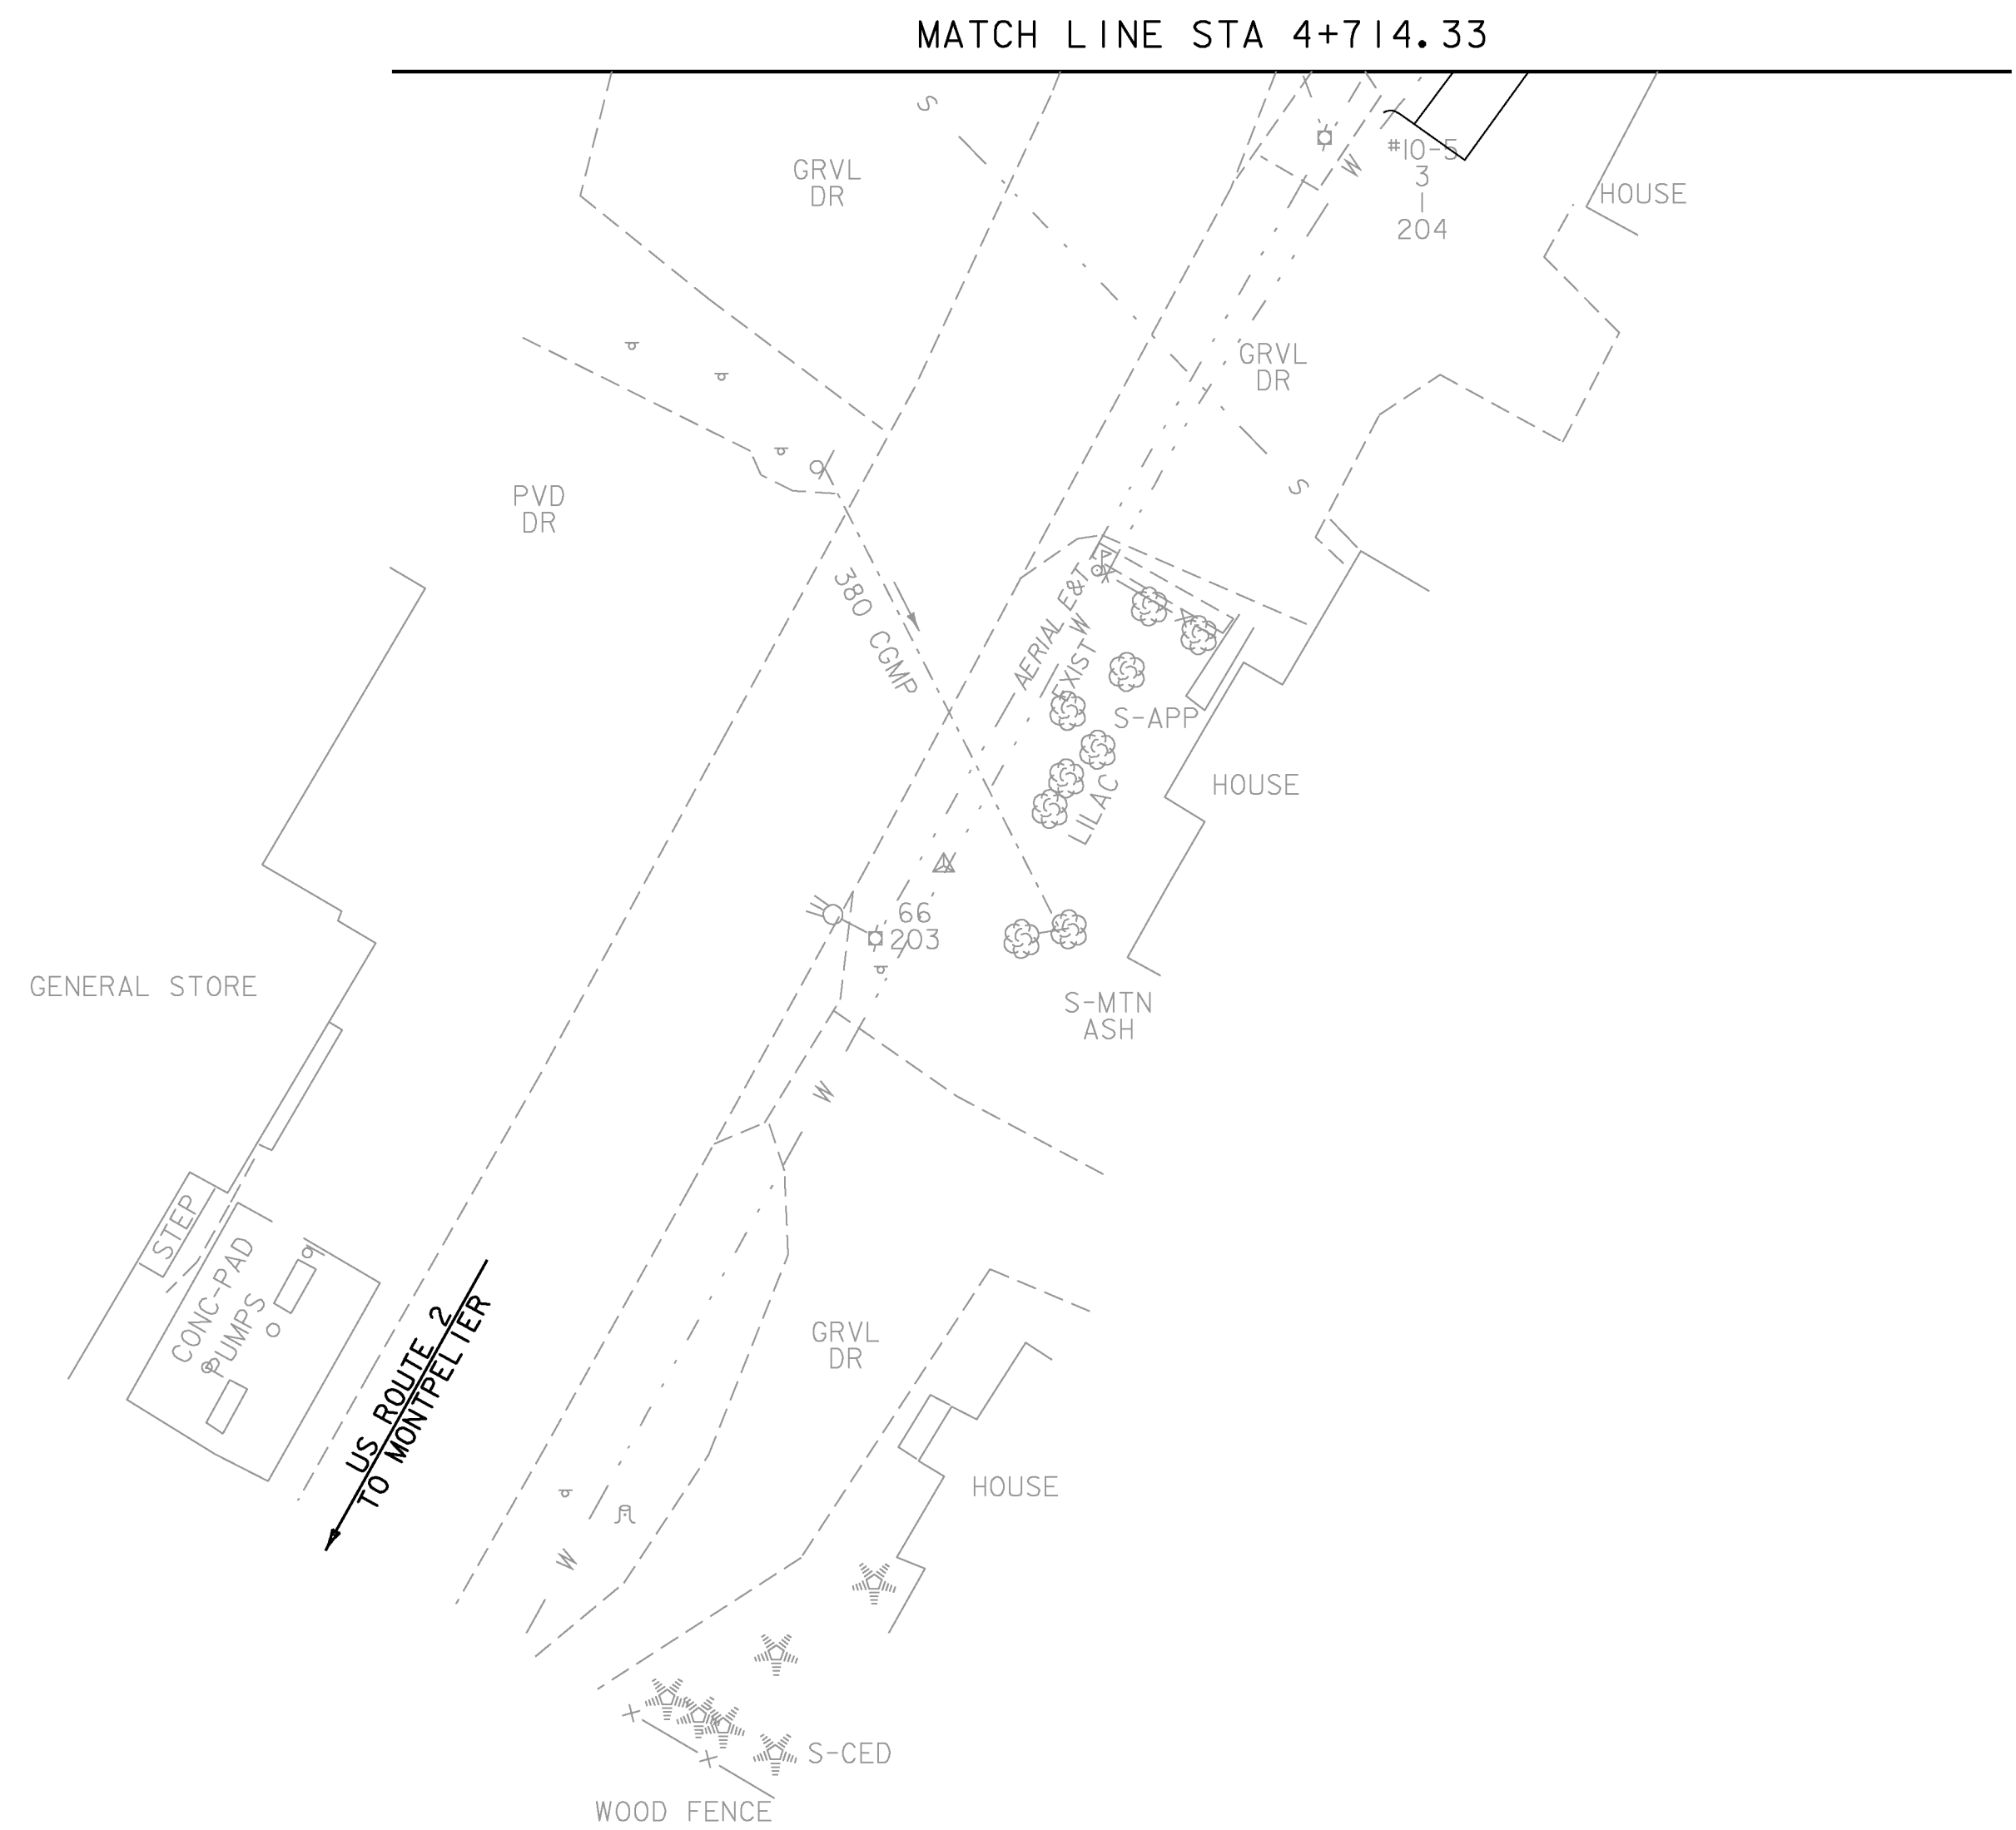 MATCH LINE STA 4+714.33
S
GRVL
DR
W
#10-5
3
204
HOUSE
GRVL
DR
PVD
DR
S
380 CGMP
AERIAL E&T
EXIST W
S-APP
HOUSE
LILAC
66
203
GENERAL STORE
S-MTN
ASH
W
STEP
CONC-PAD
PUMPS
US ROUTE 2
TO MONTPELIER
GRVL
DR
HOUSE
W
S-CED
WOOD FENCE